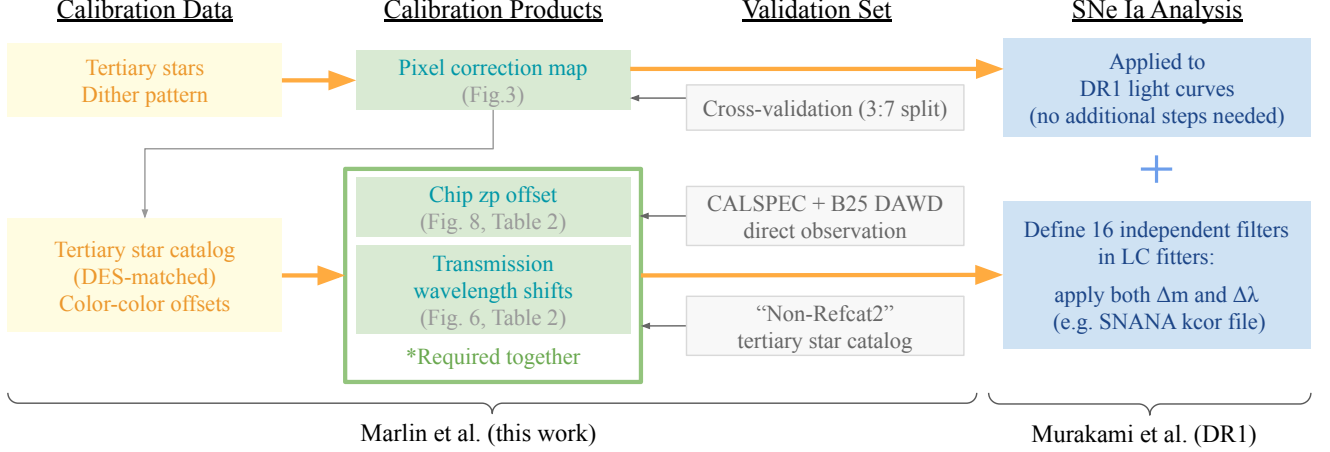 Calibration Data
Calibration Products
Validation Set
SNe Ia Analysis
Tertiary stars
Dither pattern
Pixel correction map
(Fig.3)
Cross-validation (3:7 split)
Applied to
DR1 light curves
(no additional steps needed)
+
Tertiary star catalog
(DES-matched)
Color-color offsets
Chip zp offset
(Fig. 8, Table 2)
Transmission
wavelength shifts
(Fig. 6, Table 2)
*Required together
CALSPEC + B25 DAWD
direct observation
“Non-Refcat2”
tertiary star catalog
Define 16 independent filters
in LC fitters:
apply both Δm and Δλ
(e.g. SNANA kcor file)
Marlin et al. (this work)
Murakami et al. (DR1)